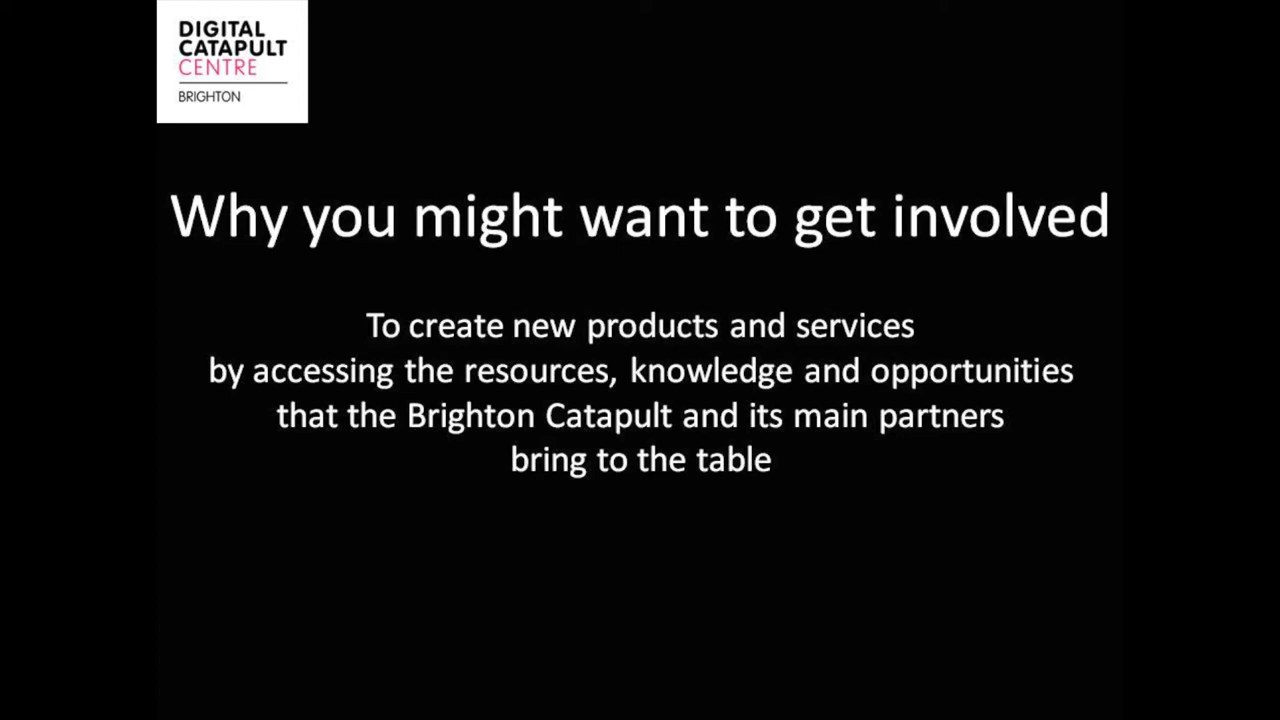 DIGITAL
CATAPULT
CENTRE
BRIGHTON
Why you might want to get involved
To create new products and services
by accessing the resources, knowledge and opportunities
that the Brighton Catapult and its main partners
bring to the table